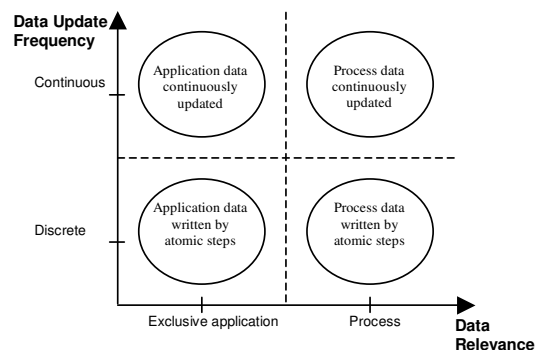 Data Update
Frequency
Continuous
Application data
continuously
updated
Process data
continuously
updated
Discrete
Application data
written by
atomic steps
Process data
written by
atomic steps
Exclusive application
Process
Data
Relevance